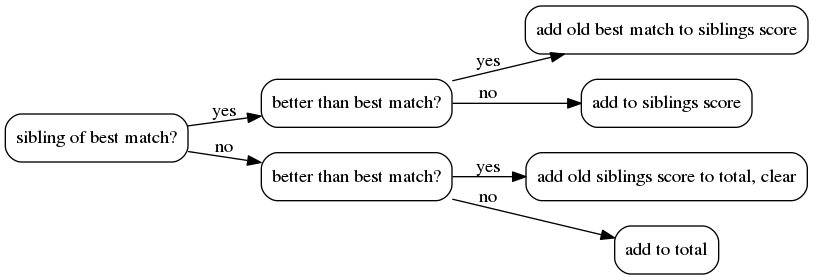 sibling of best match?
yes
no
better than best match?
yes
no
add old best match to siblings score
add to siblings score
better than best match?
yes
no
add old siblings score to total, clear
add to total